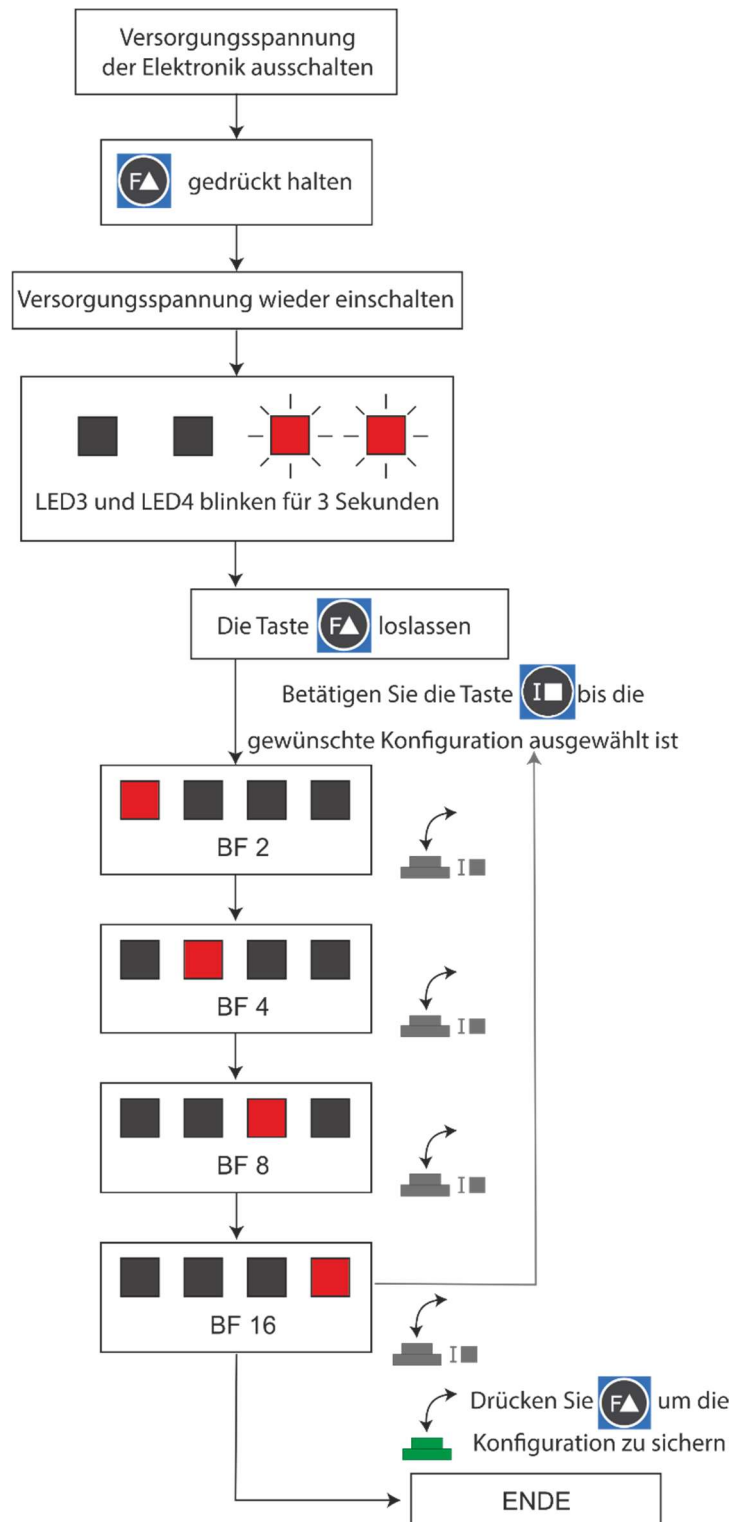 Versorgungsspannung
der Elektronik ausschalten
F▲ gedrückt halten
Versorgungsspannung wieder einschalten
LED3 und LED4 blinken für 3 Sekunden
Die Taste F▲ loslassen
Betätigen Sie die Taste I■ bis die
gewünschte Konfiguration ausgewählt ist
BF 2
I■
BF 4
I■
BF 8
I■
BF 16
I■
Drücken Sie F▲ um die
Konfiguration zu sichern
ENDE